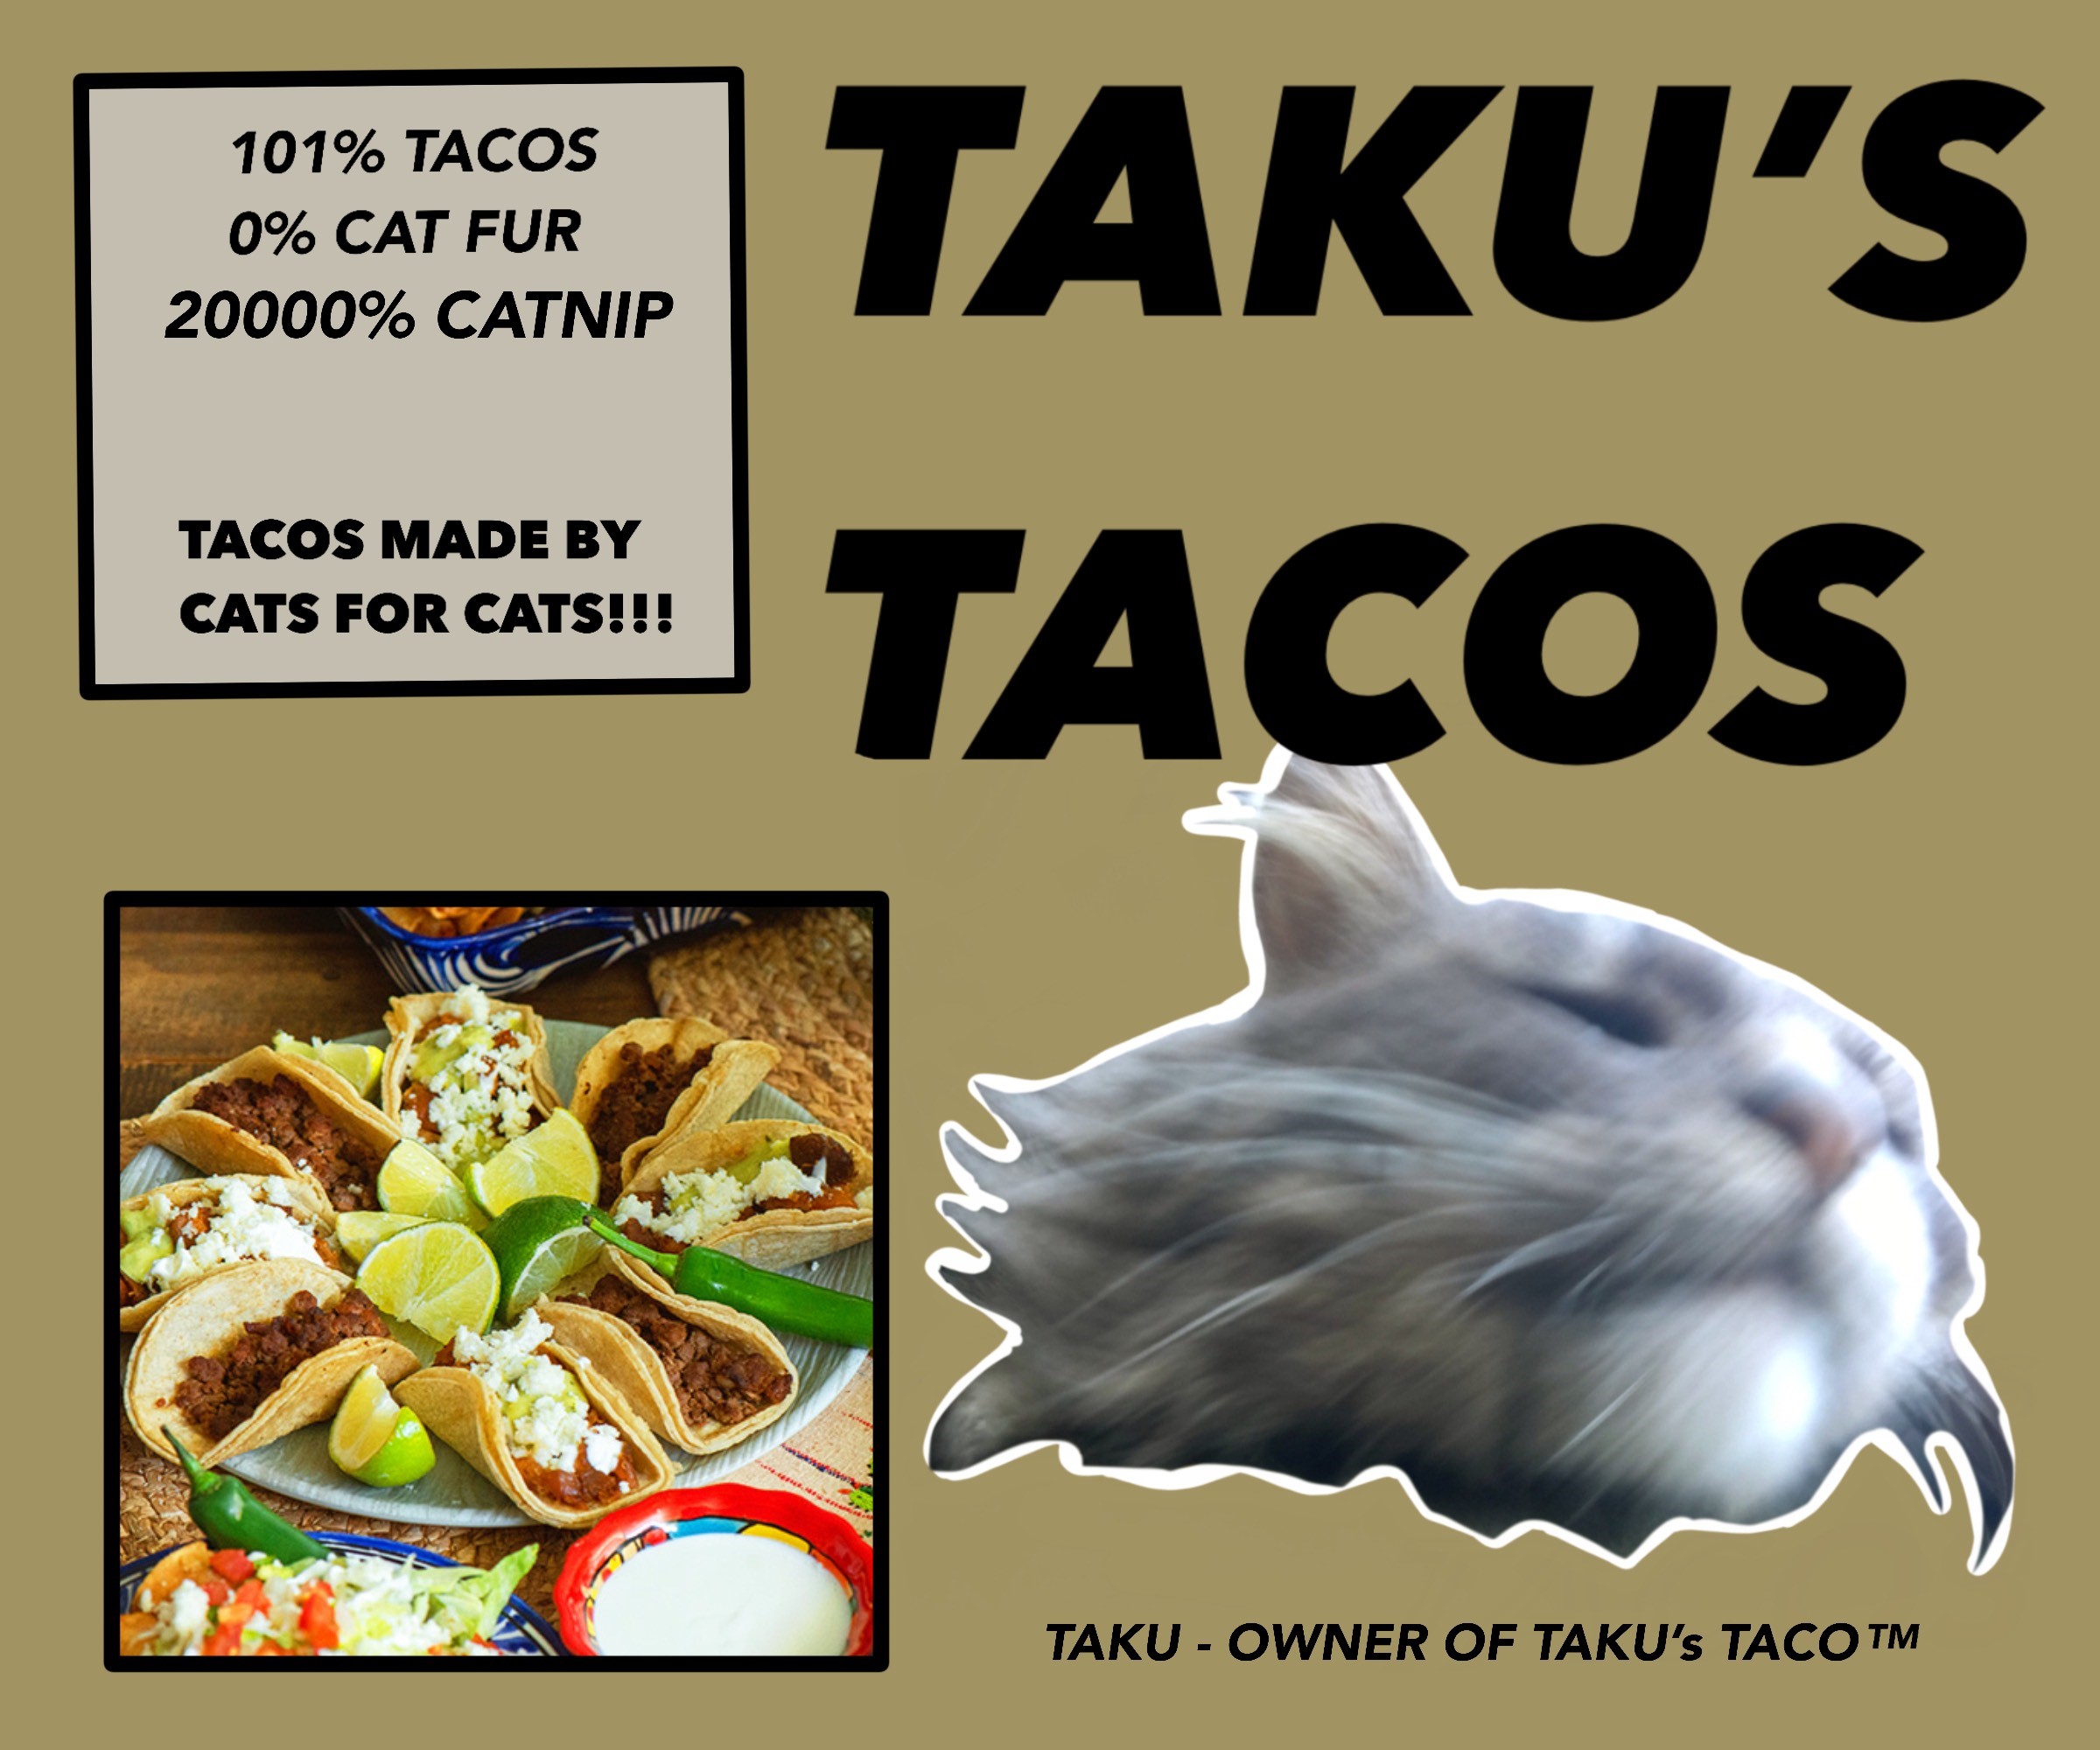 101% TACOS
0% CAT FUR
20000% CATNIP
TACOS MADE BY
CATS FOR CATS!!!
TAKU’S
TACOS
TAKU - OWNER OF TAKU’s TACO™